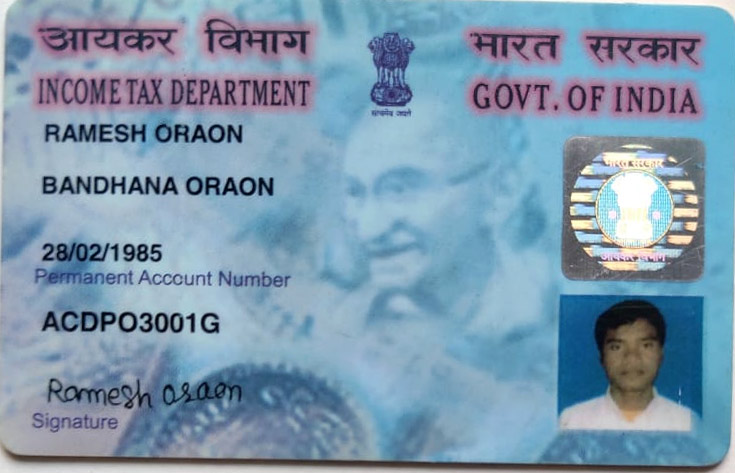 आयकर विभाग
भारत सरकार
INCOME TAX DEPARTMENT
GOVT. OF INDIA
सत्यमेव जयते
RAMESH ORAON
BANDHANA ORAON
भारत सरकार
28/02/1985
Permanent Account Number
आयकर विभाग
ACDPO3001G
Ramesh oraon
Signature